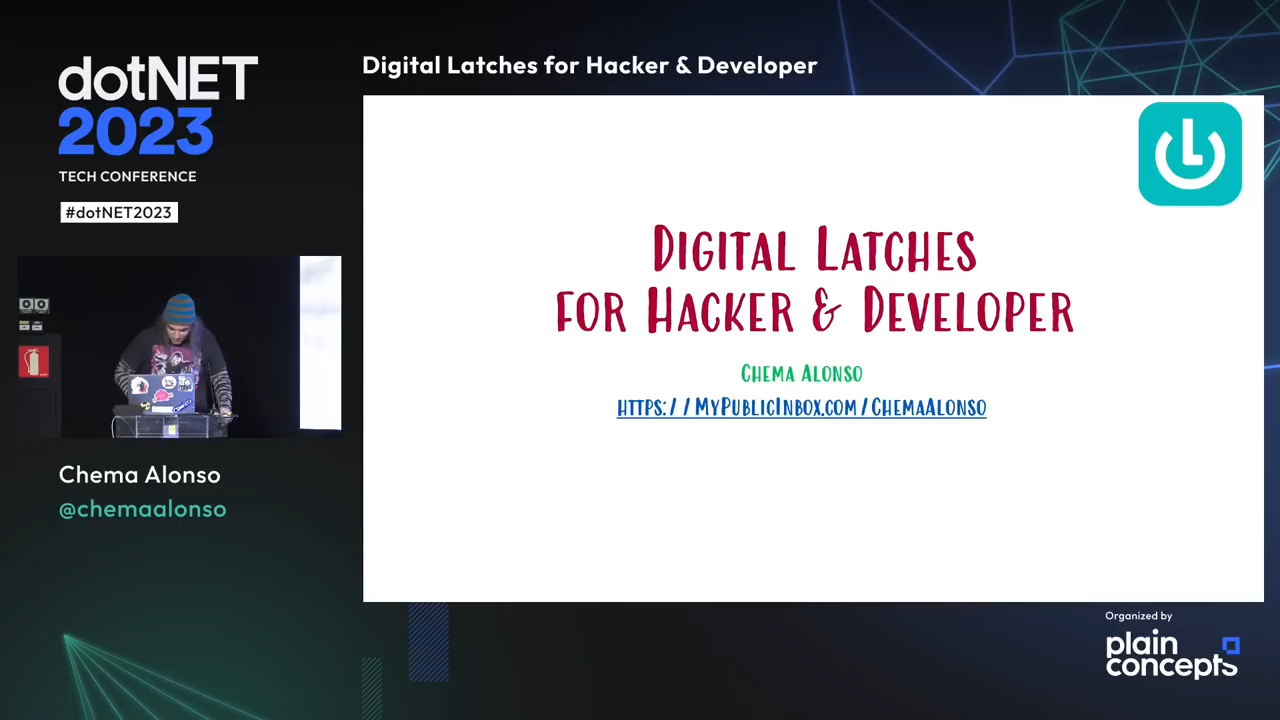 dotNET
2023
TECH CONFERENCE
#dotNET2023
Chema Alonso
@chemaalonso
Digital Latches for Hacker & Developer
DIGITAL LATCHES
FOR HACKER & DEVELOPER
CHEMA ALONSO
HTTPS://MYPUBLICINBOX.COM/CHEMAALONSO
Organized by
plain
concepts